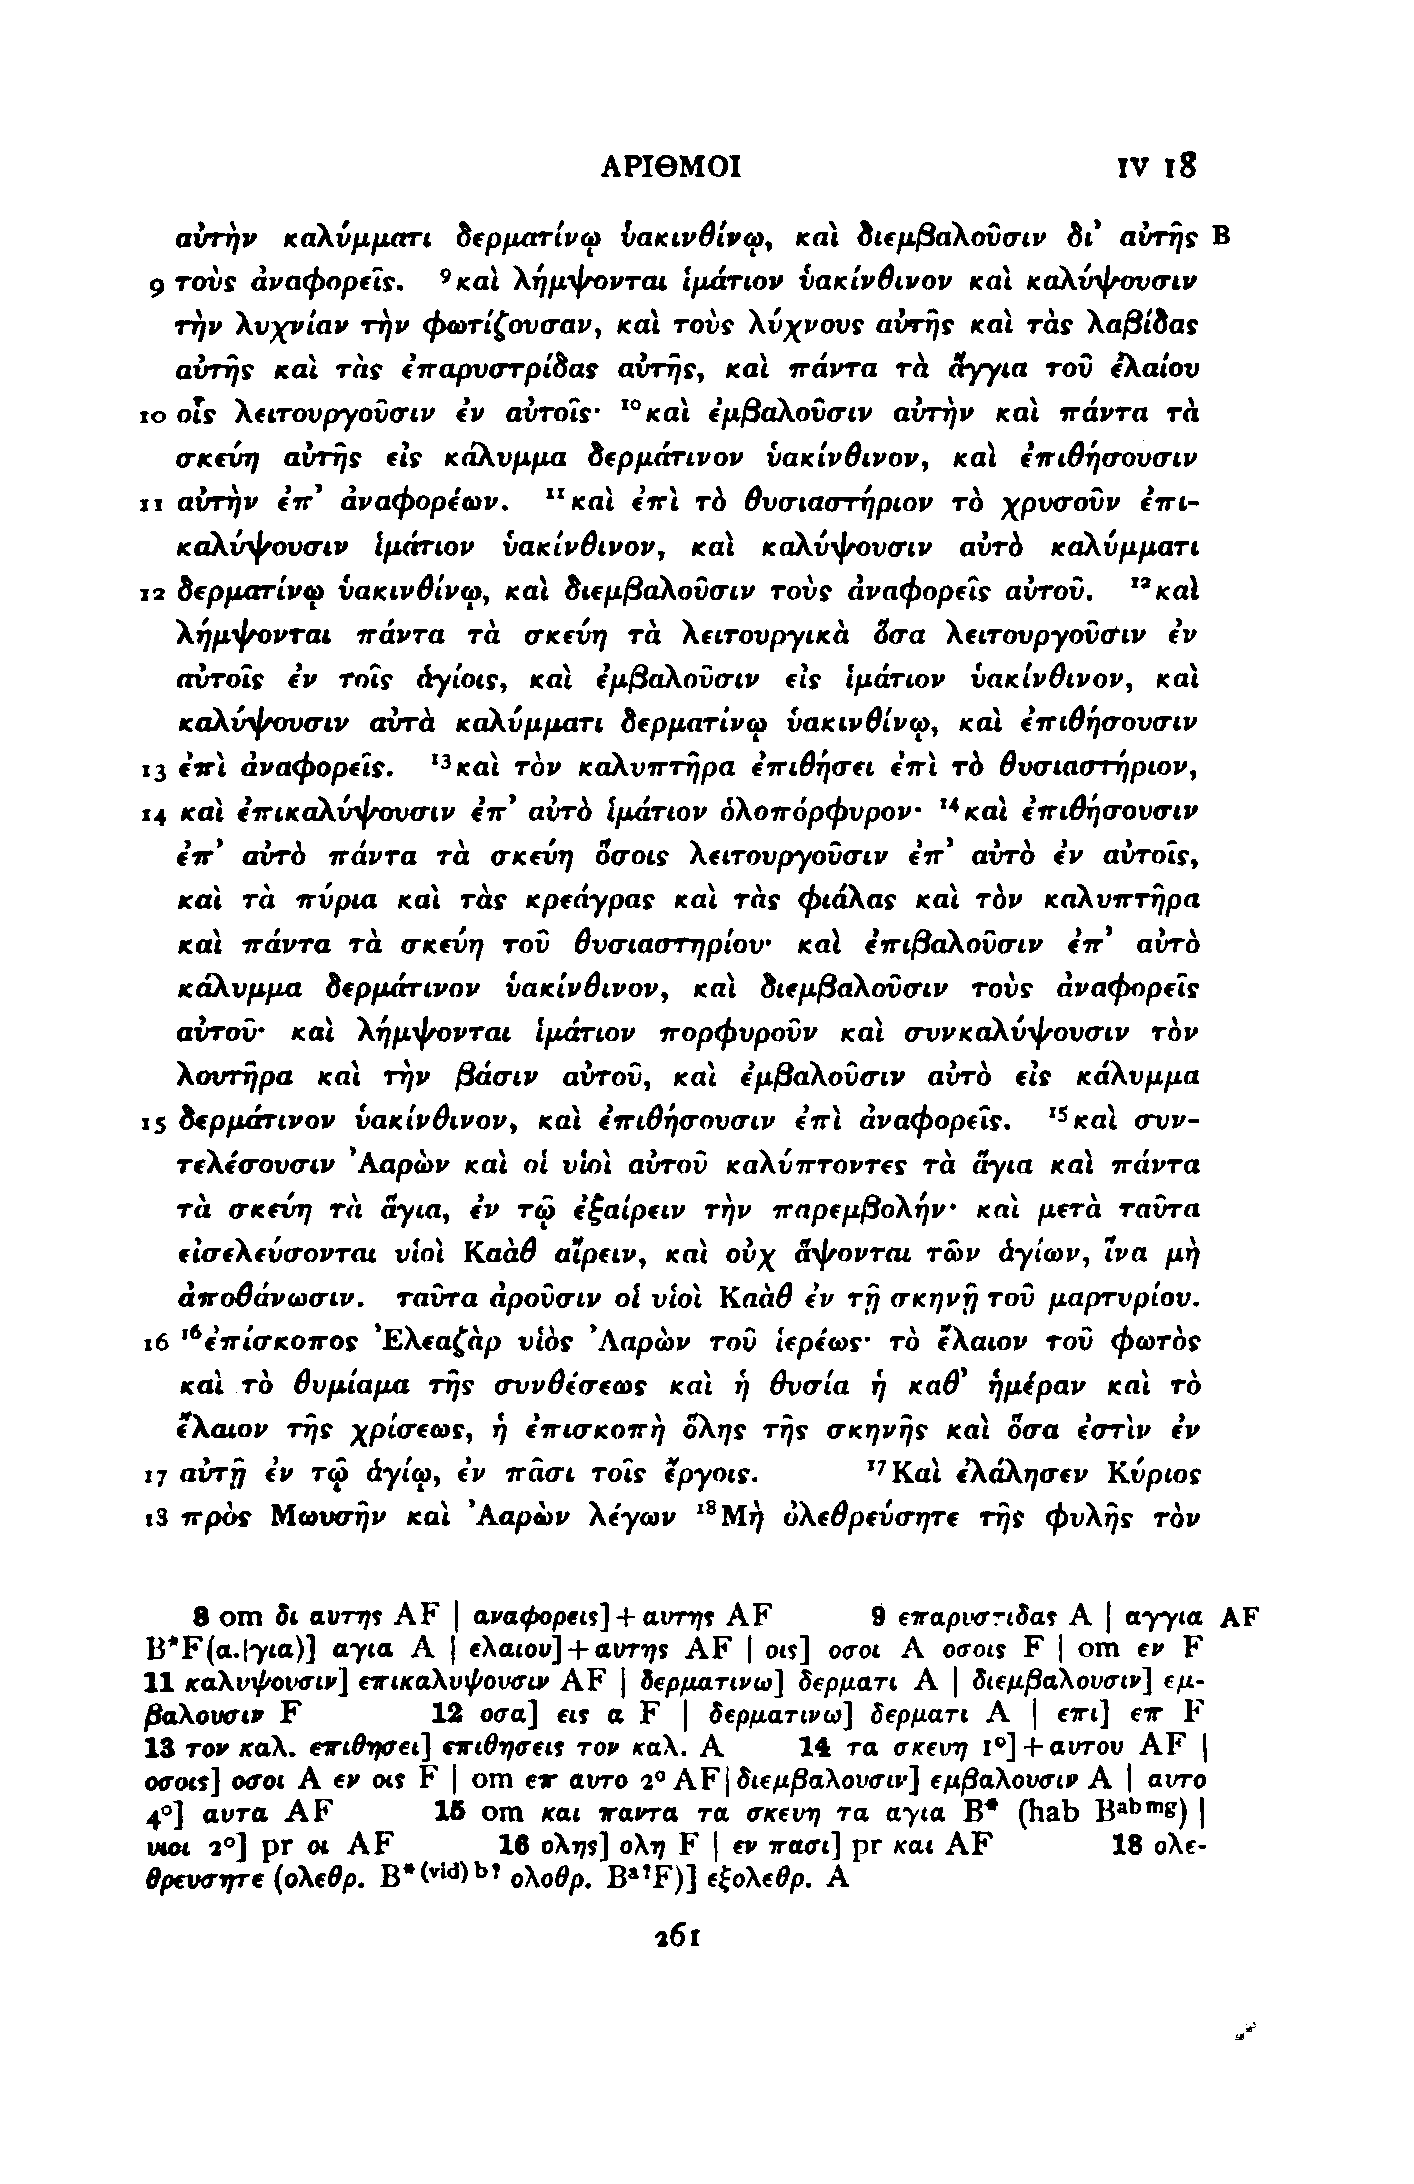 ΑΡΙΘΜΟΙ IV 18
αὐτὴν καλύμματι δερματίνῳ ὑακινθίνῳ, καὶ διεμβαλοῦσιν δι’ αὐτῆς B
9 τοὺς ἀναφορεῖς. ⁹καὶ λήμψονται ἱμάτιον ὑακίνθινον καὶ καλύψουσιν
τὴν λυχνίαν τὴν φωτίζουσαν, καὶ τοὺς λύχνους αὐτῆς καὶ τὰς λαβίδας
αὐτῆς καὶ τὰς ἐπαρυστρίδας αὐτῆς, καὶ πάντα τὰ ἄγγια τοῦ ἐλαίου
10 οἷς λειτουργοῦσιν ἐν αὐτοῖς· ¹⁰καὶ ἐμβαλοῦσιν αὐτὴν καὶ πάντα τὰ
σκεύη αὐτῆς εἰς κάλυμμα δερμάτινον ὑακίνθινον, καὶ ἐπιθήσουσιν
11 αὐτὴν ἐπ’ ἀναφορέων. ¹¹καὶ ἐπὶ τὸ θυσιαστήριον τὸ χρυσοῦν ἐπι-
καλύψουσιν ἱμάτιον ὑακίνθινον, καὶ καλύψουσιν αὐτὸ καλύμματι
12 δερματίνῳ ὑακινθίνῳ, καὶ διεμβαλοῦσιν τοὺς ἀναφορεῖς αὐτοῦ. ¹²καὶ
λήμψονται πάντα τὰ σκεύη τὰ λειτουργικὰ ὅσα λειτουργοῦσιν ἐν
αὐτοῖς ἐν τοῖς ἁγίοις, καὶ ἐμβαλοῦσιν εἰς ἱμάτιον ὑακίνθινον, καὶ
καλύψουσιν αὐτὰ καλύμματι δερματίνῳ ὑακινθίνῳ, καὶ ἐπιθήσουσιν
13 ἐπὶ ἀναφορεῖς. ¹³καὶ τὸν καλυπτῆρα ἐπιθήσει ἐπὶ τὸ θυσιαστήριον,
14 καὶ ἐπικαλύψουσιν ἐπ’ αὐτὸ ἱμάτιον ὁλοπόρφυρον· ¹⁴καὶ ἐπιθήσουσιν
ἐπ’ αὐτὸ πάντα τὰ σκεύη ὅσοις λειτουργοῦσιν ἐπ’ αὐτὸ ἐν αὐτοῖς,
καὶ τὰ πύρια καὶ τὰς κρεάγρας καὶ τὰς φιάλας καὶ τὸν καλυπτῆρα
καὶ πάντα τὰ σκεύη τοῦ θυσιαστηρίου· καὶ ἐπιβαλοῦσιν ἐπ’ αὐτὸ
κάλυμμα δερμάτινον ὑακίνθινον, καὶ διεμβαλοῦσιν τοὺς ἀναφορεῖς
αὐτοῦ· καὶ λήμψονται ἱμάτιον πορφυροῦν καὶ συνκαλύψουσιν τὸν
λουτῆρα καὶ τὴν βάσιν αὐτοῦ, καὶ ἐμβαλοῦσιν αὐτὸ εἰς κάλυμμα
15 δερμάτινον ὑακίνθινον, καὶ ἐπιθήσουσιν ἐπὶ ἀναφορεῖς. ¹⁵καὶ συν-
τελέσουσιν Ἀαρὼν καὶ οἱ υἱοὶ αὐτοῦ καλύπτοντες τὰ ἅγια καὶ πάντα
τὰ σκεύη τὰ ἅγια, ἐν τῷ ἐξαίρειν τὴν παρεμβολήν· καὶ μετὰ ταῦτα
εἰσελεύσονται υἱοὶ Καὰθ αἴρειν, καὶ οὐχ ἅψονται τῶν ἁγίων, ἵνα μὴ
ἀποθάνωσιν. ταῦτα ἀροῦσιν οἱ υἱοὶ Καὰθ ἐν τῇ σκηνῇ τοῦ μαρτυρίου.
16 ¹⁶ἐπίσκοπος Ἐλεαζὰρ υἱὸς Ἀαρὼν τοῦ ἱερέως· τὸ ἔλαιον τοῦ φωτὸς
καὶ τὸ θυμίαμα τῆς συνθέσεως καὶ ἡ θυσία ἡ καθ’ ἡμέραν καὶ τὸ
ἔλαιον τῆς χρίσεως, ἡ ἐπισκοπὴ ὅλης τῆς σκηνῆς καὶ ὅσα ἐστὶν ἐν
17 αὐτῇ ἐν τῷ ἁγίῳ, ἐν πᾶσι τοῖς ἔργοις. ¹⁷Καὶ ἐλάλησεν Κύριος
18 πρὸς Μωυσῆν καὶ Ἀαρὼν λέγων ¹⁸Μὴ ὀλεθρεύσητε τῆς φυλῆς τὸν
8 om δι αυτης AF | αναφορεις]+αυτης AF 9 επαρυστιδας A | αγγια AF
B*F(α.|για)] αγια A | ελαιου]+αυτης AF | οις] οσοι A οσοις F | om εν F
11 καλυψουσιν] επικαλυψουσιν AF | δερματινω] δερματι A | διεμβαλουσιν] εμ-
βαλουσιν F 12 οσα] εις α F | δερματινω] δερματι A | επι] επ F
13 τον καλ. επιθησει] επιθησεις τον καλ. A 14 τα σκευη 1º]+αυτου AF |
οσοις] οσοι A εν οις F | om επ αυτο 2º AF | διεμβαλουσιν] εμβαλουσιν A | αυτο
4º] αυτα AF 15 om και παντα τα σκευη τα αγια B* (hab Bᵃᵇᵐᵍ) |
υιοι 2º] pr οι AF 16 ολης] ολη F | εν πασι] pr και AF 18 ολε-
θρευσητε (ολεθρ. B*⁽ᵛⁱᵈ⁾ᵇ? ολοθρ. Bᵃ?F)] εξολεθρ. A
261